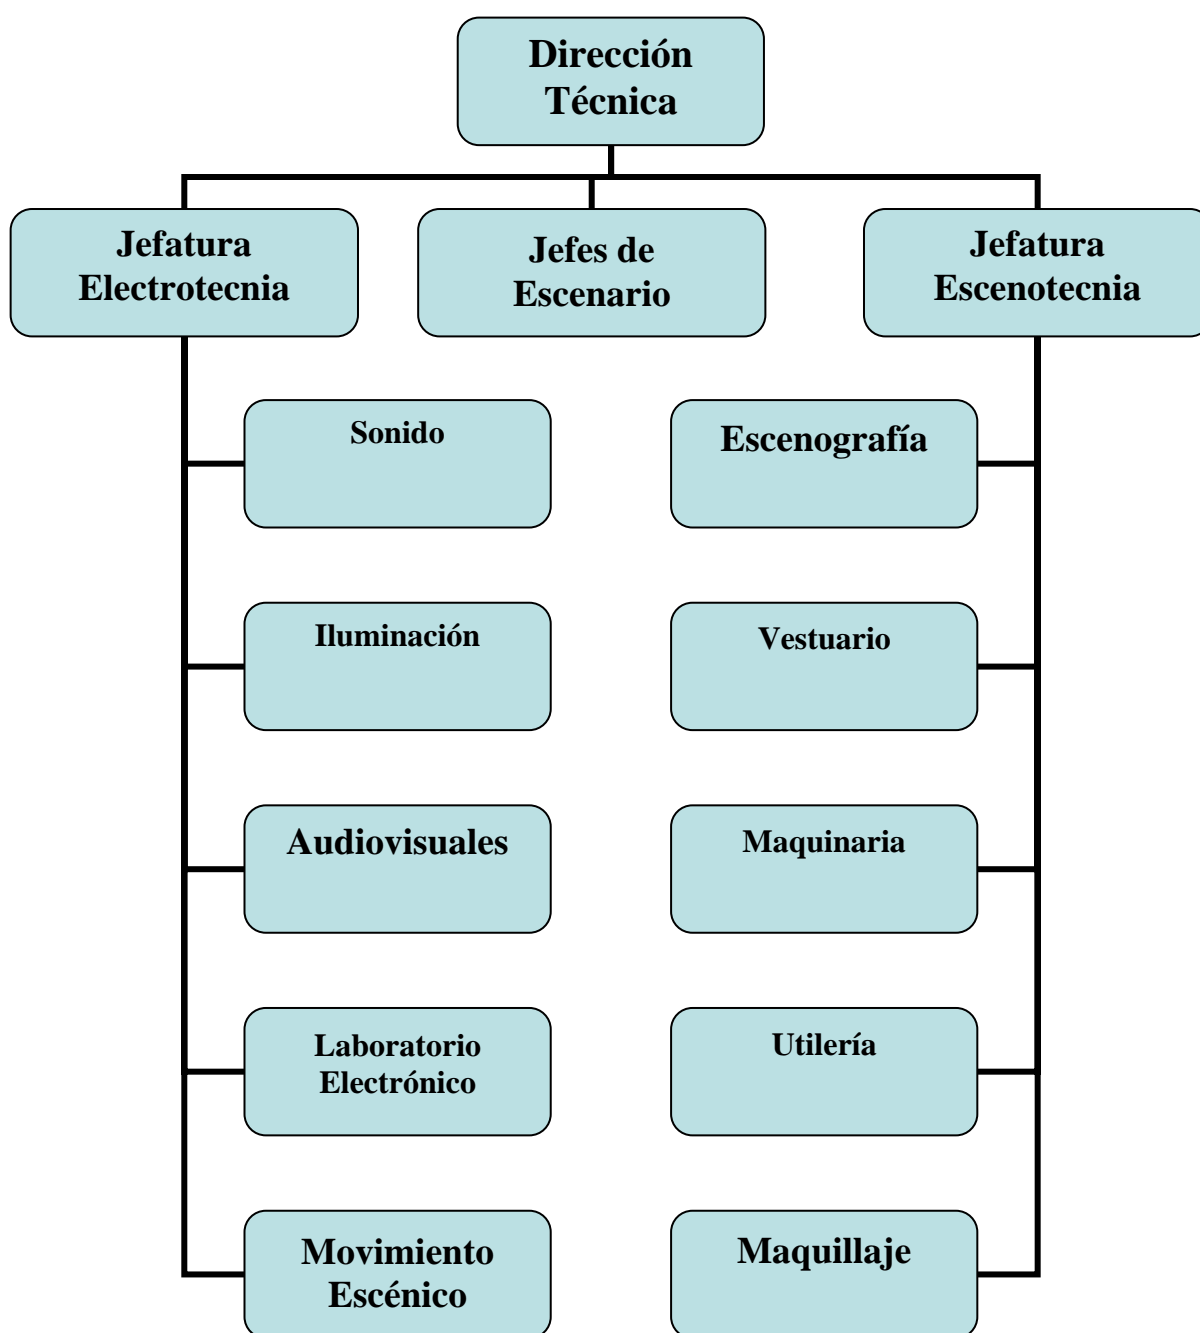 Dirección
Técnica
Jefatura
Electrotecnia
Jefes de
Escenario
Jefatura
Escenotecnia
Sonido
Escenografía
Iluminación
Vestuario
Audiovisuales
Maquinaria
Laboratorio
Electrónico
Utilería
Movimiento
Escénico
Maquillaje